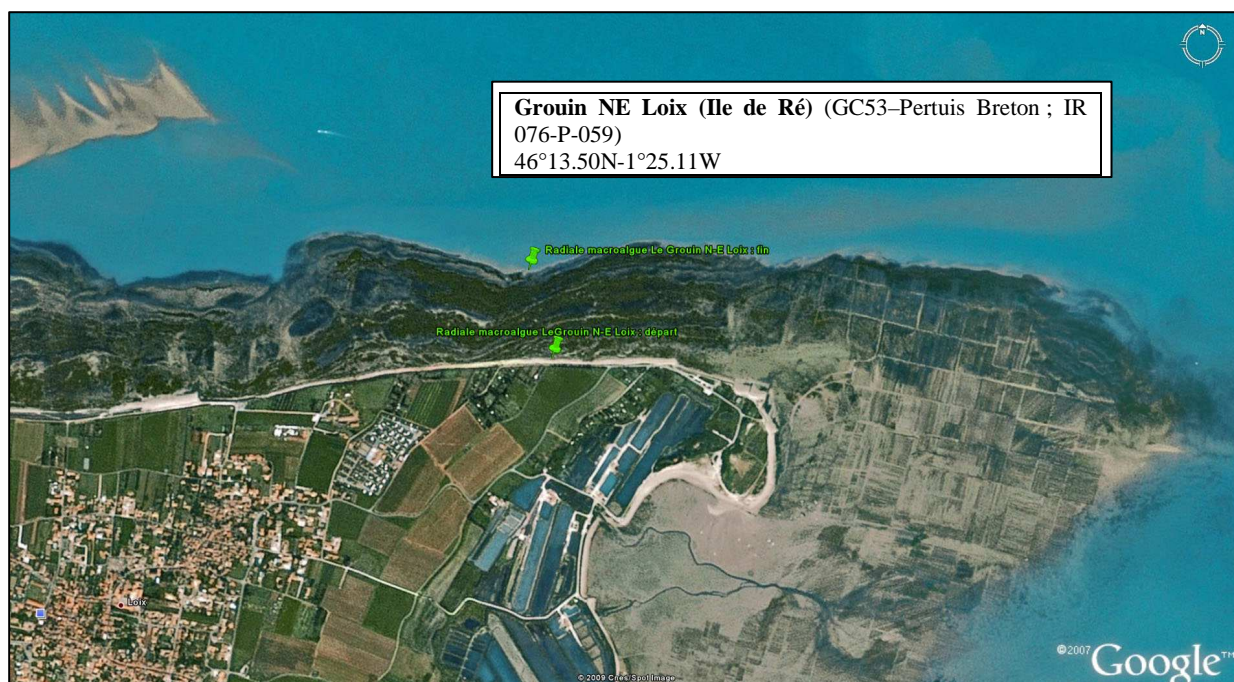 N
Grouin NE Loix (Ile de Ré) (GC53–Pertuis Breton ; IR
076-P-059)
46°13.50N-1°25.11W
Radiale macroalgue Le Grouin N-E Loix : fin
Radiale macroalgue LeGrouin N-E Loix : départ
Loix
©2007 Google™
© 2009 Cnes/Spot Image